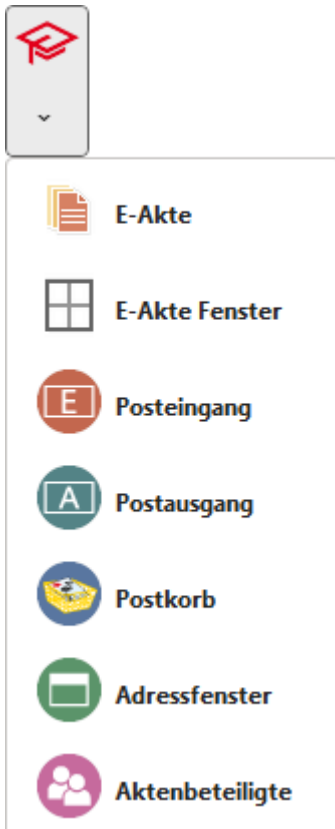 E-Akte
E-Akte Fenster
E Posteingang
A Postausgang
Postkorb
Adressfenster
Aktenbeteiligte